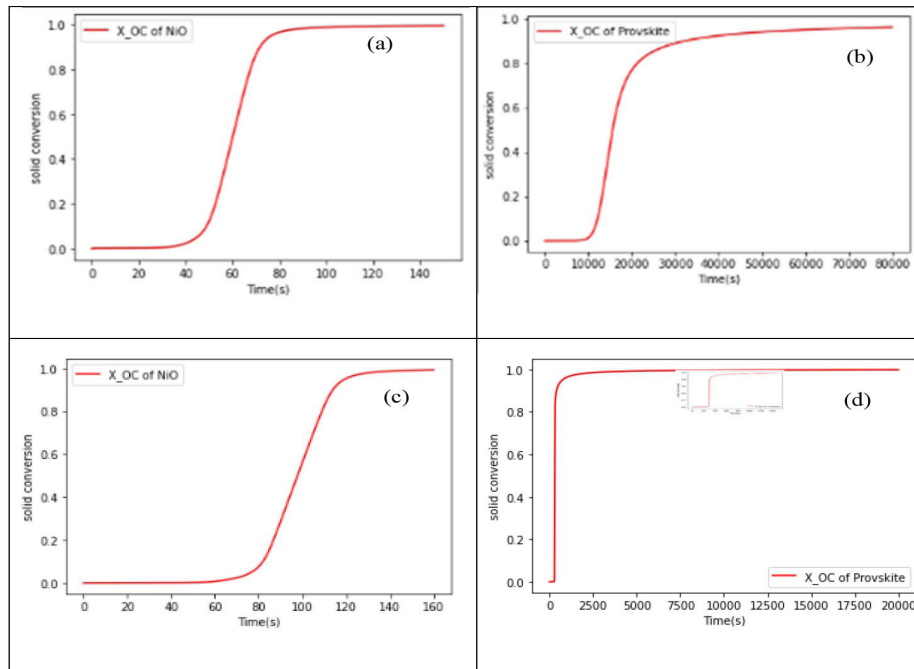 X_OC of NiO
(a)
1.0
0.8
0.6
0.4
0.2
0.0
solid conversion
0 20 40 60 80 100 120 140
Time(s)
X_OC of Provskite
(b)
1.0
0.8
0.6
0.4
0.2
0.0
solid conversion
0 10000 20000 30000 40000 50000 60000 70000 80000
Time(s)
X_OC of NiO
(c)
1.0
0.8
0.6
0.4
0.2
0.0
solid conversion
0 20 40 60 80 100 120 140 160
Time(s)
(d)
1.0
0.8
0.6
0.4
0.2
0.0
solid conversion
X_OC of Provskite
0 2500 5000 7500 10000 12500 15000 17500 20000
Time(s)